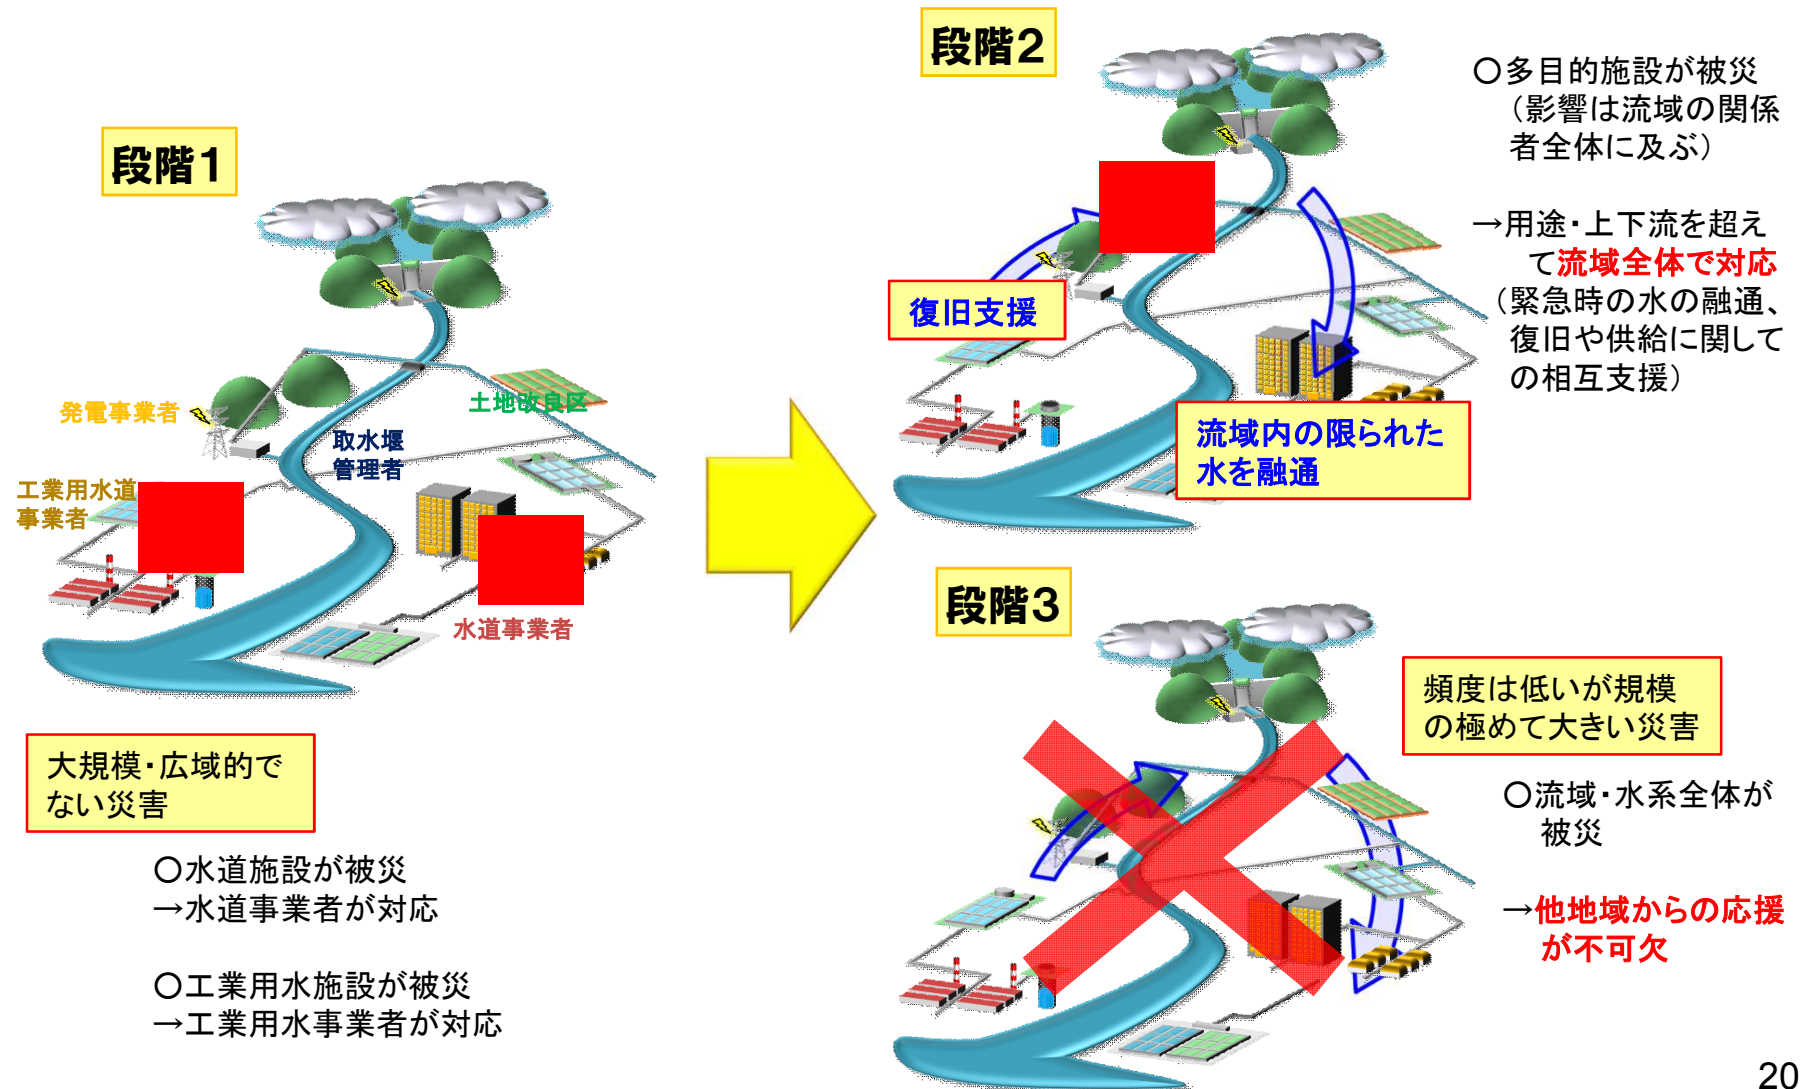 段階1
発電事業者
土地改良区
取水堰
管理者
工業用水道
事業者
水道事業者
大規模・広域的で
ない災害
○水道施設が被災
→水道事業者が対応
○工業用水施設が被災
→工業用水事業者が対応
段階2
○多目的施設が被災
（影響は流域の関係
者全体に及ぶ）
→用途・上下流を超え
て流域全体で対応
（緊急時の水の融通、
復旧や供給に関して
の相互支援）
復旧支援
流域内の限られた
水を融通
段階3
頻度は低いが規模
の極めて大きい災害
○流域・水系全体が
被災
→他地域からの応援
が不可欠
20